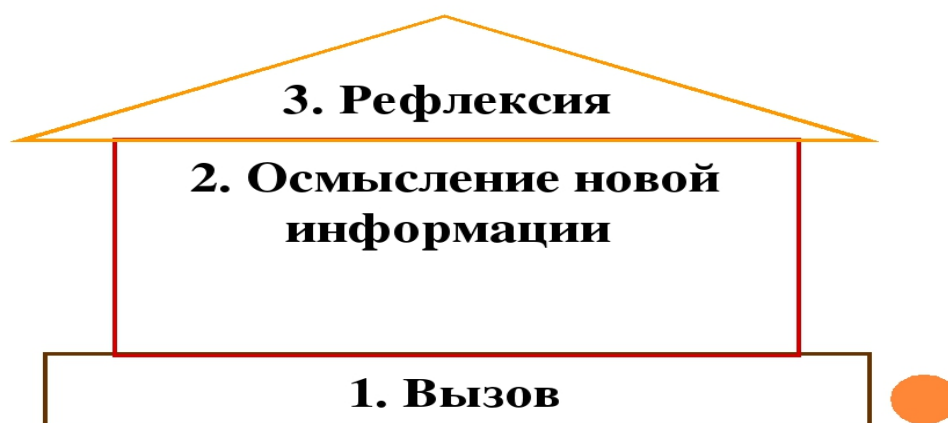 3. Рефлексия
2. Осмысление новой
информации
1. Вызов